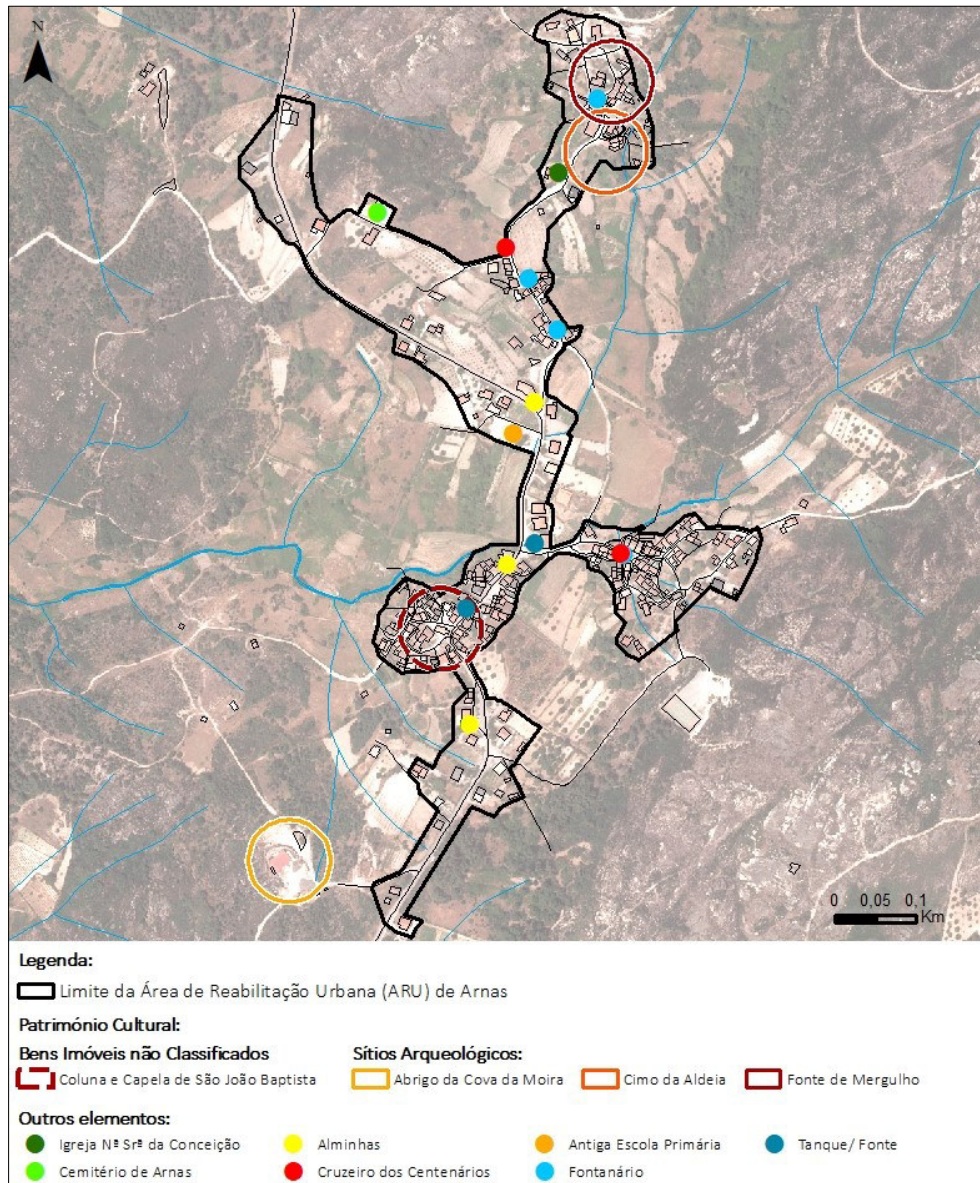 N
0 0,05 0,1
Km
Legenda:
Limite da Área de Reabilitação Urbana (ARU) de Arnas
Património Cultural:
Bens Imóveis não Classificados Sítios Arqueológicos:
Coluna e Capela de São João Baptista Abrigo da Cova da Moira Cimo da Aldeia Fonte de Mergulho
Outros elementos:
Igreja Nª Srª da Conceição Alminhas Antiga Escola Primária Tanque/ Fonte
Cemitério de Arnas Cruzeiro dos Centenários Fontanário